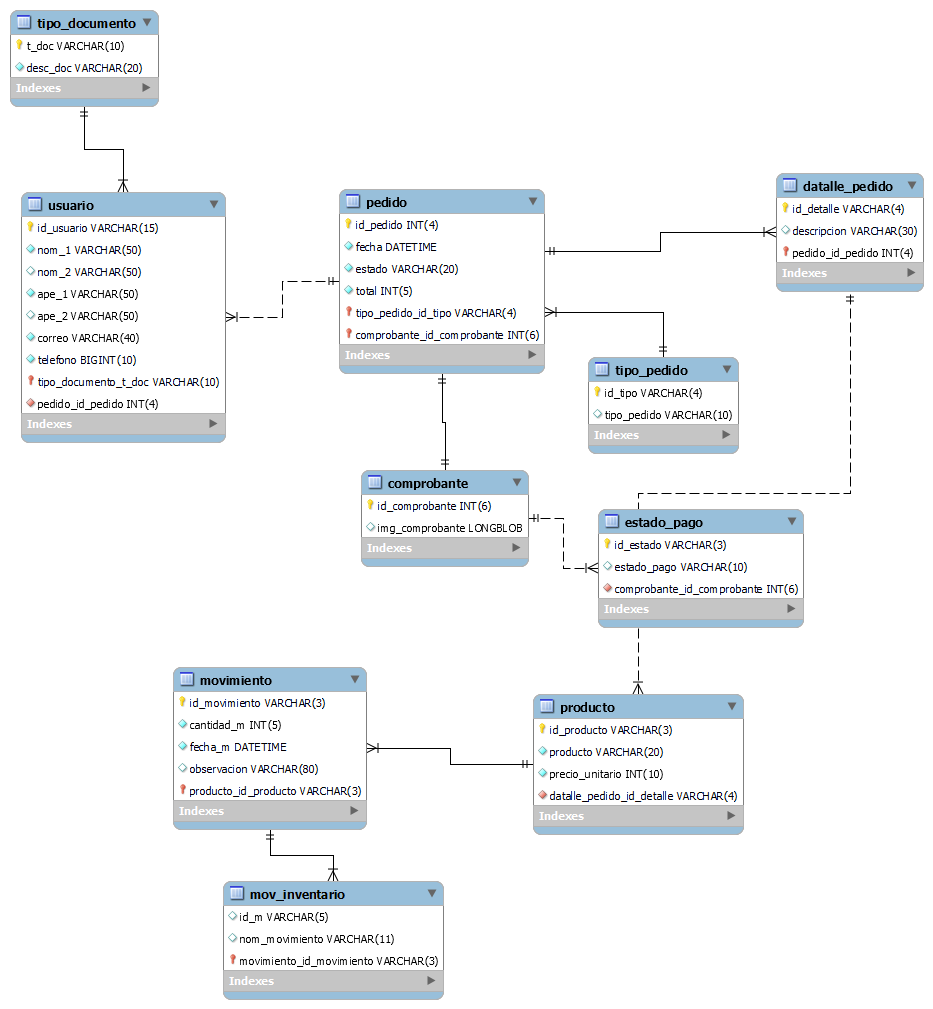 tipo_documento
t_doc VARCHAR(10)
desc_doc VARCHAR(20)
Indexes
usuario
id_usuario VARCHAR(15)
nom_1 VARCHAR(50)
nom_2 VARCHAR(50)
ape_1 VARCHAR(50)
ape_2 VARCHAR(50)
correo VARCHAR(40)
telefono BIGINT(10)
tipo_documento_t_doc VARCHAR(10)
pedido_id_pedido INT(4)
Indexes
pedido
id_pedido INT(4)
fecha DATETIME
estado VARCHAR(20)
total INT(5)
tipo_pedido_id_tipo VARCHAR(4)
comprobante_id_comprobante INT(6)
Indexes
datalle_pedido
id_detalle VARCHAR(4)
descripcion VARCHAR(30)
pedido_id_pedido INT(4)
Indexes
tipo_pedido
id_tipo VARCHAR(4)
tipo_pedido VARCHAR(10)
Indexes
comprobante
id_comprobante INT(6)
img_comprobante LONGBLOB
Indexes
estado_pago
id_estado VARCHAR(3)
estado_pago VARCHAR(10)
comprobante_id_comprobante INT(6)
Indexes
movimiento
id_movimiento VARCHAR(3)
cantidad_m INT(5)
fecha_m DATETIME
observacion VARCHAR(80)
producto_id_producto VARCHAR(3)
Indexes
producto
id_producto VARCHAR(3)
producto VARCHAR(20)
precio_unitario INT(10)
datalle_pedido_id_detalle VARCHAR(4)
Indexes
mov_inventario
id_m VARCHAR(5)
nom_movimiento VARCHAR(11)
movimiento_id_movimiento VARCHAR(3)
Indexes